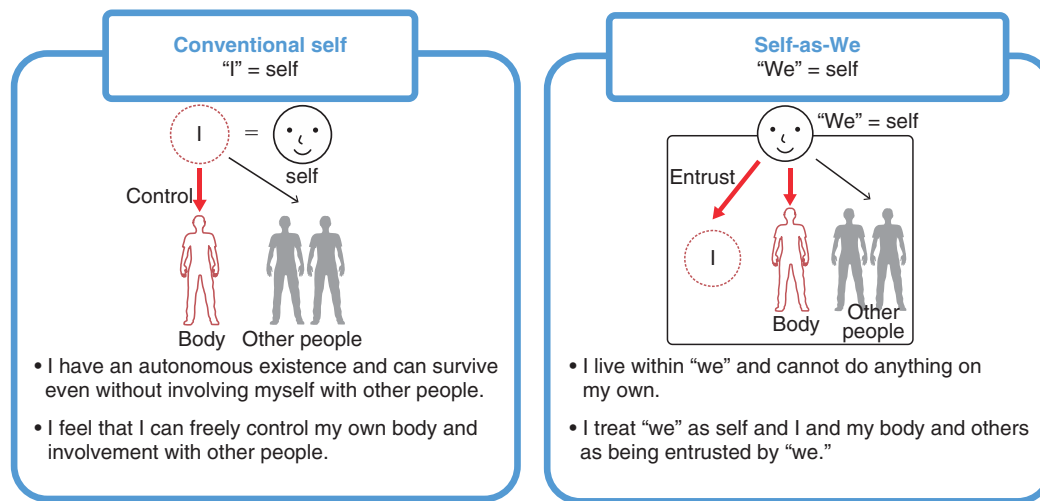 Conventional self
“I” = self
I = self
Control
Body Other people
• I have an autonomous existence and can survive
even without involving myself with other people.
• I feel that I can freely control my own body and
involvement with other people.
Self-as-We
“We” = self
“We” = self
Entrust
I
Body
Other
people
• I live within “we” and cannot do anything on
my own.
• I treat “we” as self and I and my body and others
as being entrusted by “we.”